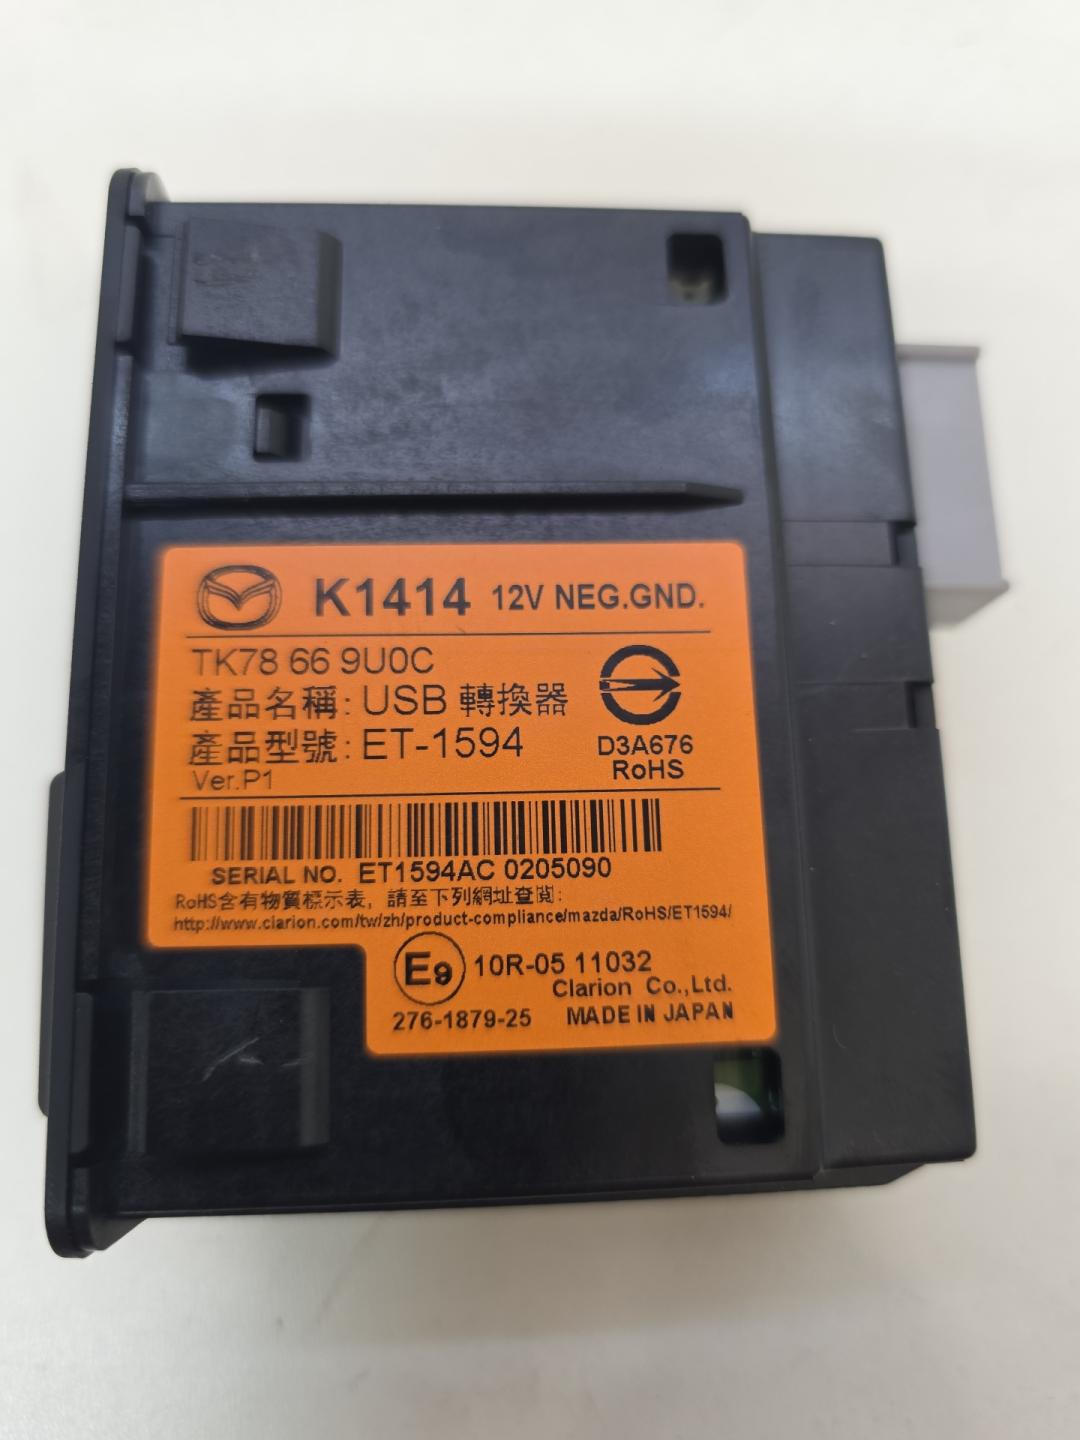 K1414 12V NEG.GND.
TK78 66 9U0C
產品名稱: USB 轉換器
產品型號: ET-1594
Ver.P1
D3A676
RoHS
SERIAL NO. ET1594AC 0205090
RoHS含有物質標示表，請至下列網址查閱:
http://www.clarion.com/tw/zh/product-compliance/mazda/RoHS/ET1594/
E9 10R-05 11032
Clarion Co.,Ltd.
276-1879-25 MADE IN JAPAN